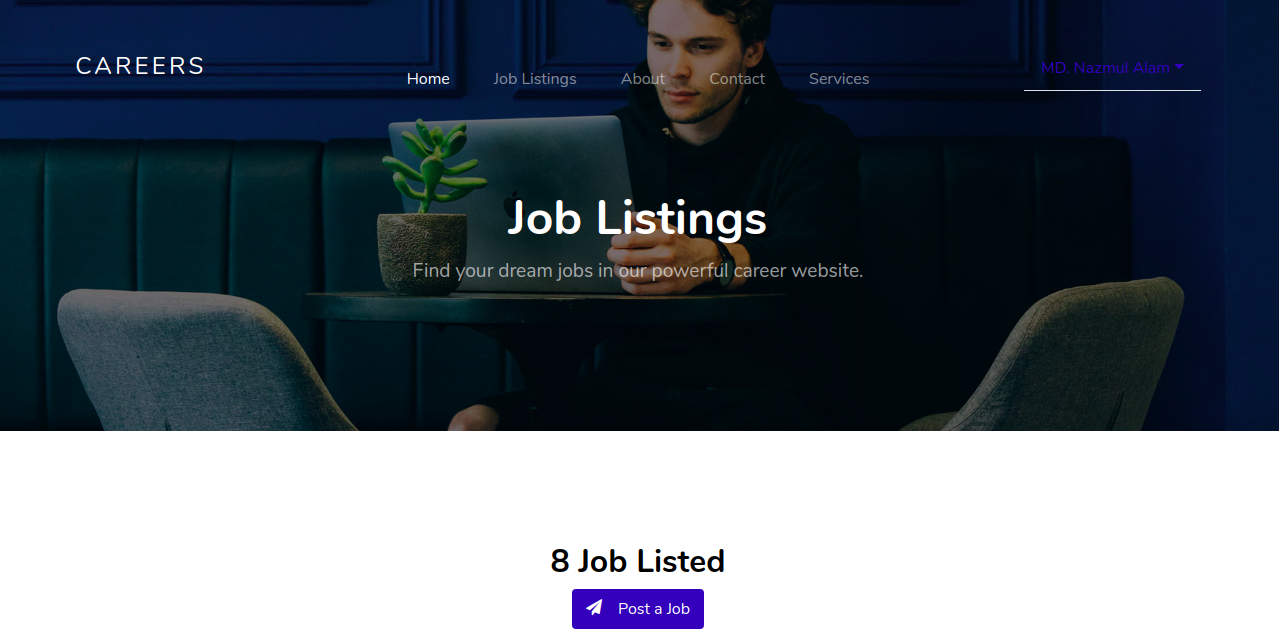 CAREERS
Home Job Listings About Contact Services
MD. Nazmul Alam
Job Listings
Find your dream jobs in our powerful career website.
8 Job Listed
Post a Job